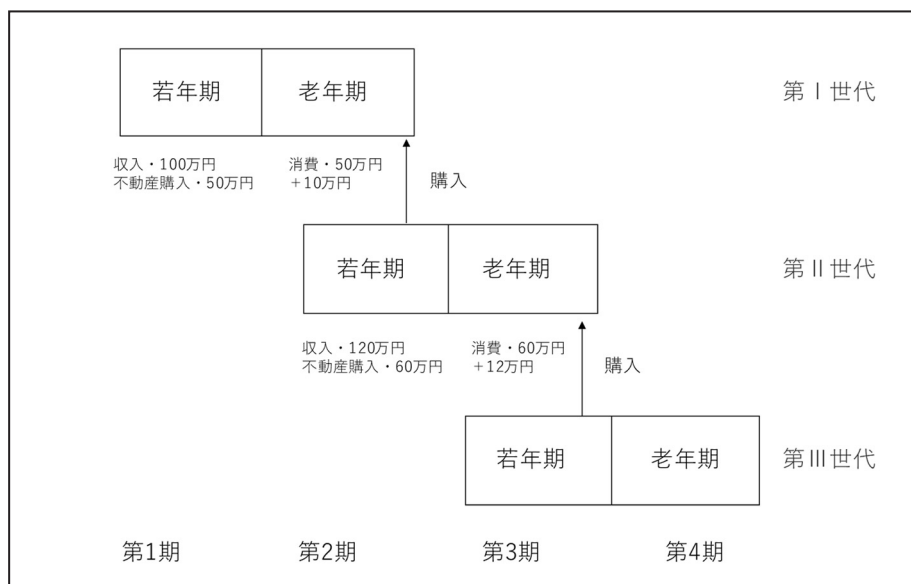 若年期 老年期 第Ⅰ世代
収入・100万円 消費・50万円
不動産購入・50万円 +10万円
購入
若年期 老年期 第Ⅱ世代
収入・120万円 消費・60万円
不動産購入・60万円 +12万円
購入
若年期 老年期 第Ⅲ世代
第1期 第2期 第3期 第4期